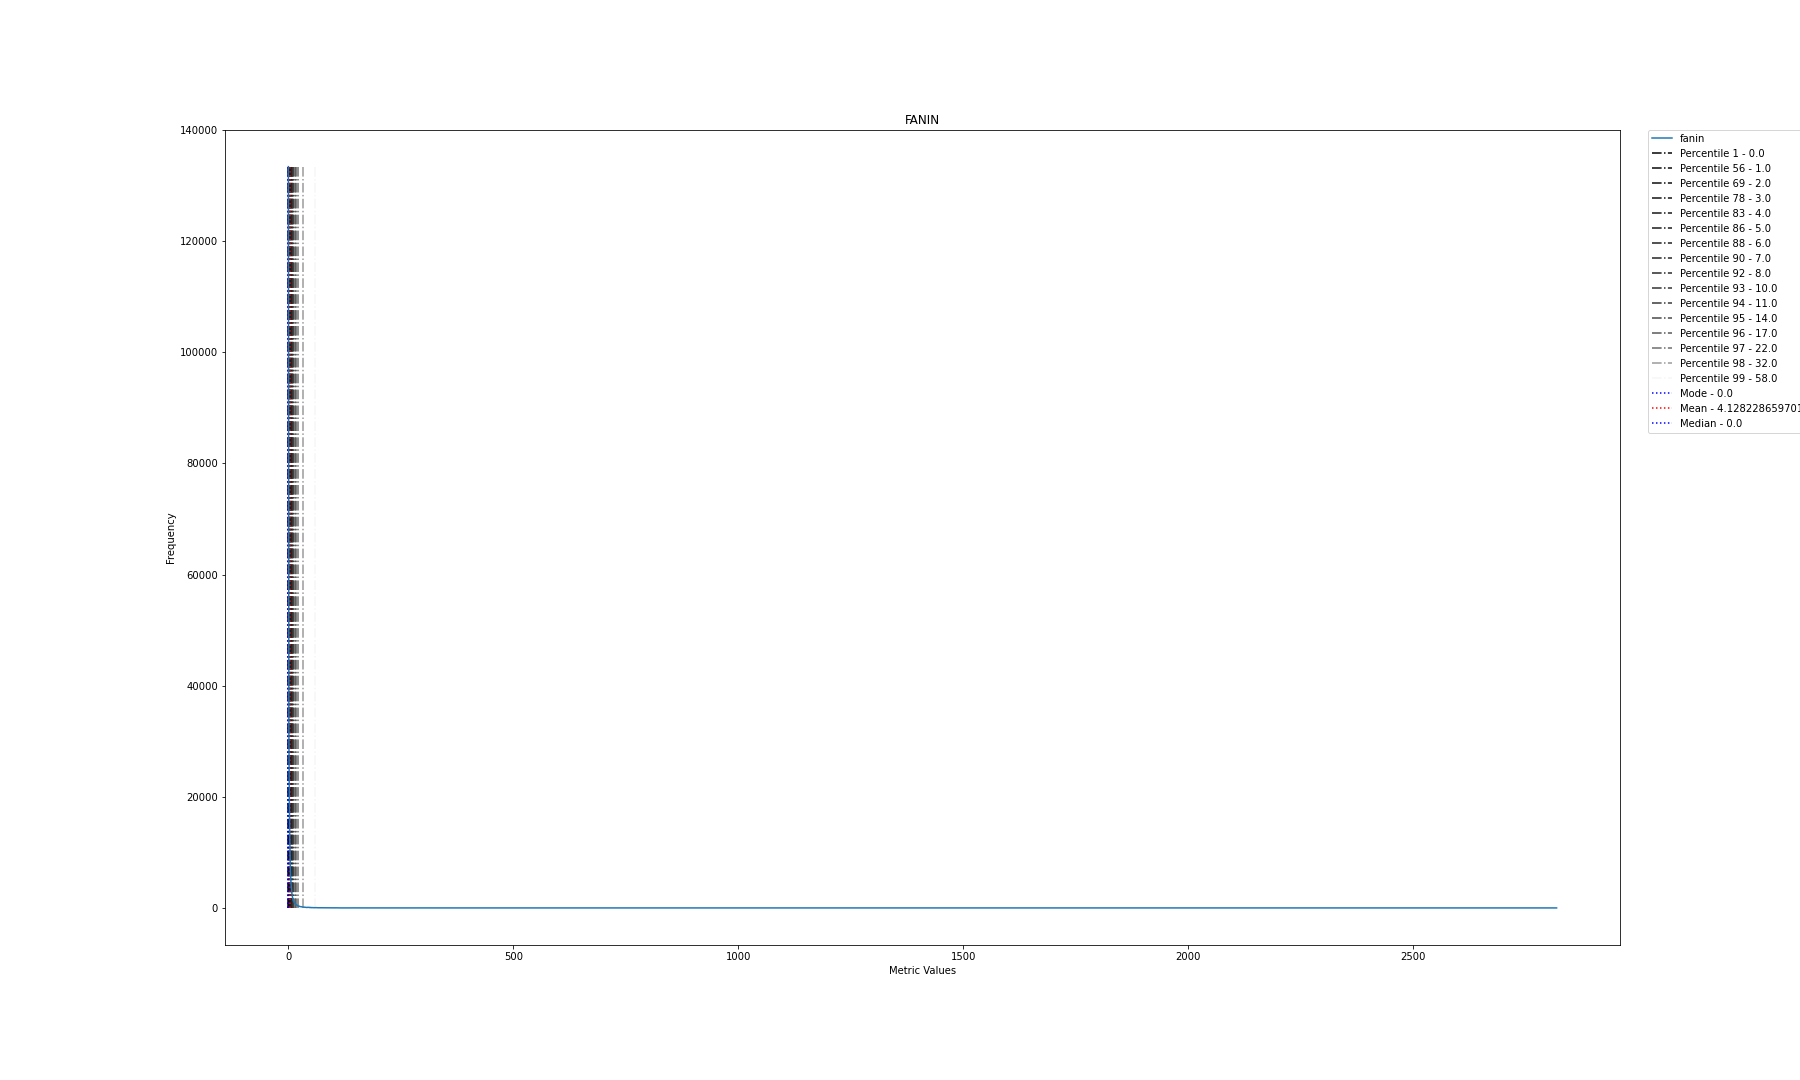 FANIN
140000
120000
100000
80000
60000
40000
20000
0
Frequency
0 500 1000 1500 2000 2500
Metric Values
fanin
Percentile 1 - 0.0
Percentile 56 - 1.0
Percentile 69 - 2.0
Percentile 78 - 3.0
Percentile 83 - 4.0
Percentile 86 - 5.0
Percentile 88 - 6.0
Percentile 90 - 7.0
Percentile 92 - 8.0
Percentile 93 - 10.0
Percentile 94 - 11.0
Percentile 95 - 14.0
Percentile 96 - 17.0
Percentile 97 - 22.0
Percentile 98 - 32.0
Percentile 99 - 58.0
Mode - 0.0
Mean - 4.128228659701
Median - 0.0